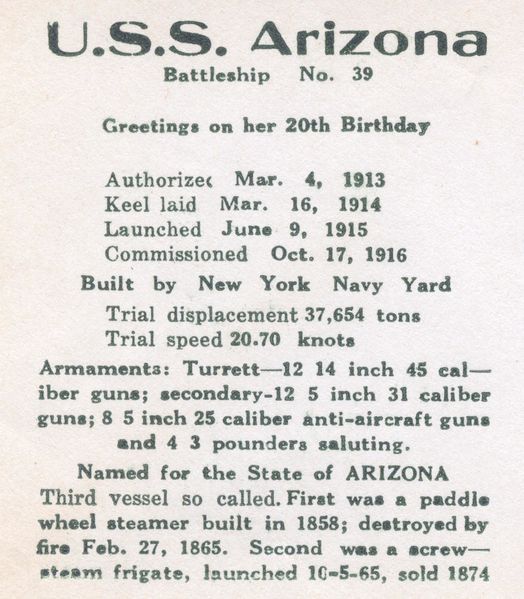 U.S.S. Arizona
Battleship No. 39
Greetings on her 20th Birthday
Authorized Mar. 4, 1913
Keel laid Mar. 16, 1914
Launched June 9, 1915
Commissioned Oct. 17, 1916
Built by New York Navy Yard
Trial displacement 37,654 tons
Trial speed 20.70 knots
Armaments: Turrett—12 14 inch 45 cal—
iber guns; secondary-12 5 inch 31 caliber
guns; 8 5 inch 25 caliber anti-aircraft guns
and 4 3 pounders saluting.
Named for the State of ARIZONA
Third vessel so called. First was a paddle
wheel steamer built in 1858; destroyed by
fire Feb. 27, 1865. Second was a screw—
steam frigate, launched 10-5-65, sold 1874